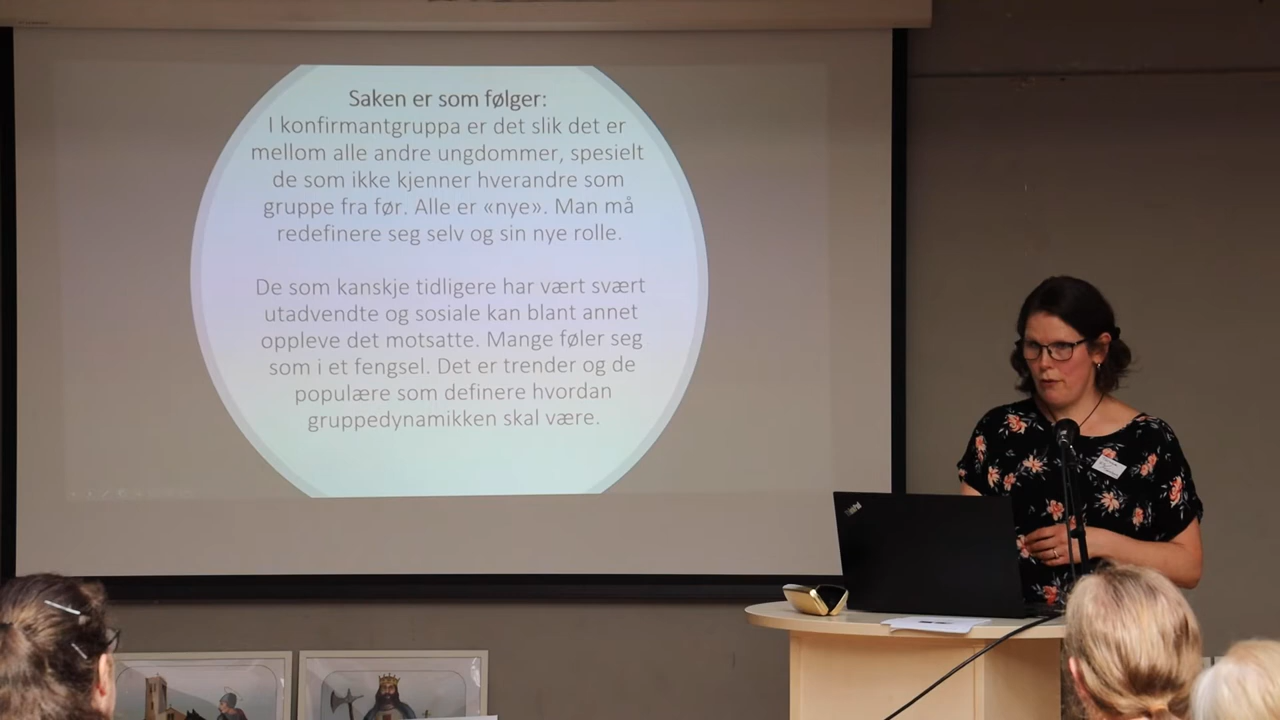 Saken er som følger:
I konfirmantgruppa er det slik det er
mellom alle andre ungdommer, spesielt
de som ikke kjenner hverandre som
gruppe fra før. Alle er «nye». Man må
redefinere seg selv og sin nye rolle.
De som kanskje tidligere har vært svært
utadvendte og sosiale kan blant annet
oppleve det motsatte. Mange føler seg
som i et fengsel. Det er trender og de
populære som definere hvordan
gruppedynamikken skal være.
ThinkPad